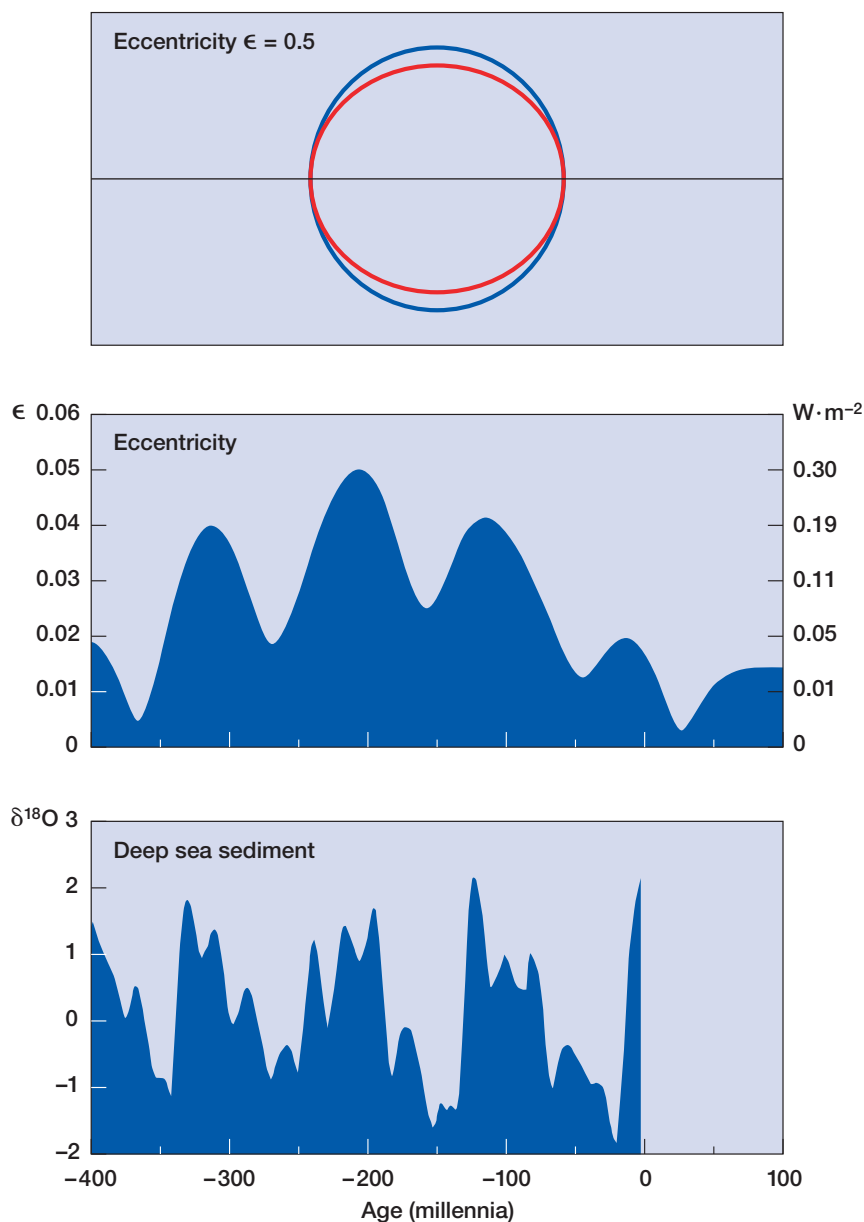 Eccentricity ϵ = 0.5
ϵ 0.06 W·m⁻²
Eccentricity
0.05 0.30
0.04 0.19
0.03 0.11
0.02 0.05
0.01 0.01
0 0
δ¹⁸O 3
Deep sea sediment
2
1
0
−1
−2
−400 −300 −200 −100 0 100
Age (millennia)